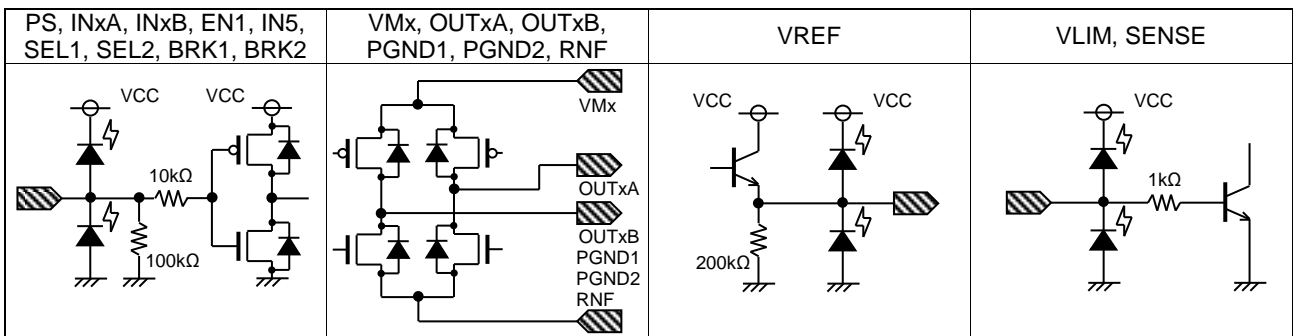 PS, INxA, INxB, EN1, IN5,
SEL1, SEL2, BRK1, BRK2
VCC
VCC
10kΩ
100kΩ
VMx, OUTxA, OUTxB,
PGND1, PGND2, RNF
VMx
OUTxA
OUTxB
PGND1
PGND2
RNF
VREF
VCC
VCC
200kΩ
VLIM, SENSE
VCC
1kΩ